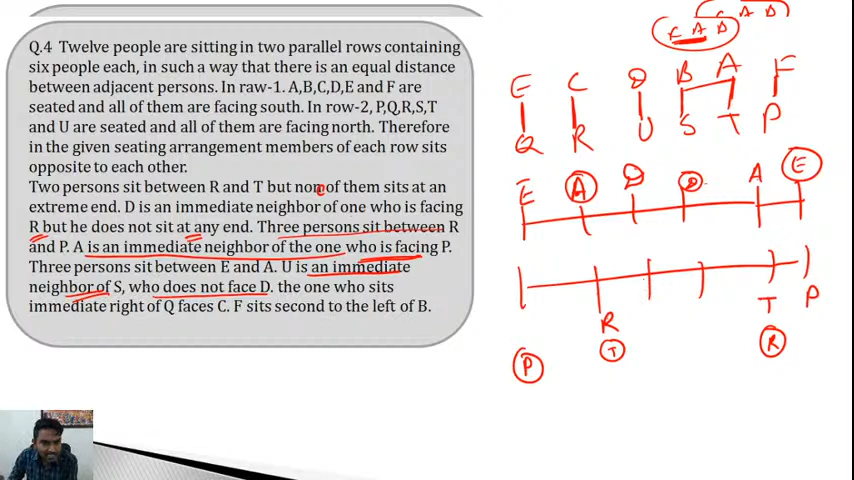 Q.4 Twelve people are sitting in two parallel rows containing
six people each, in such a way that there is an equal distance
between adjacent persons. In raw-1. A,B,C,D,E and F are
seated and all of them are facing south. In row-2, P,Q,R,S,T
and U are seated and all of them are facing north. Therefore
in the given seating arrangement members of each row sits
opposite to each other.
Two persons sit between R and T but none of them sits at an
extreme end. D is an immediate neighbor of one who is facing
R but he does not sit at any end. Three persons sit between R
and P. A is an immediate neighbor of the one who is facing P.
Three persons sit between E and A. U is an immediate
neighbor of S, who does not face D. the one who sits
immediate right of Q faces C. F sits second to the left of B.
E C D B A F
Q R U S T P
E A D D A E
R T P
T R
P